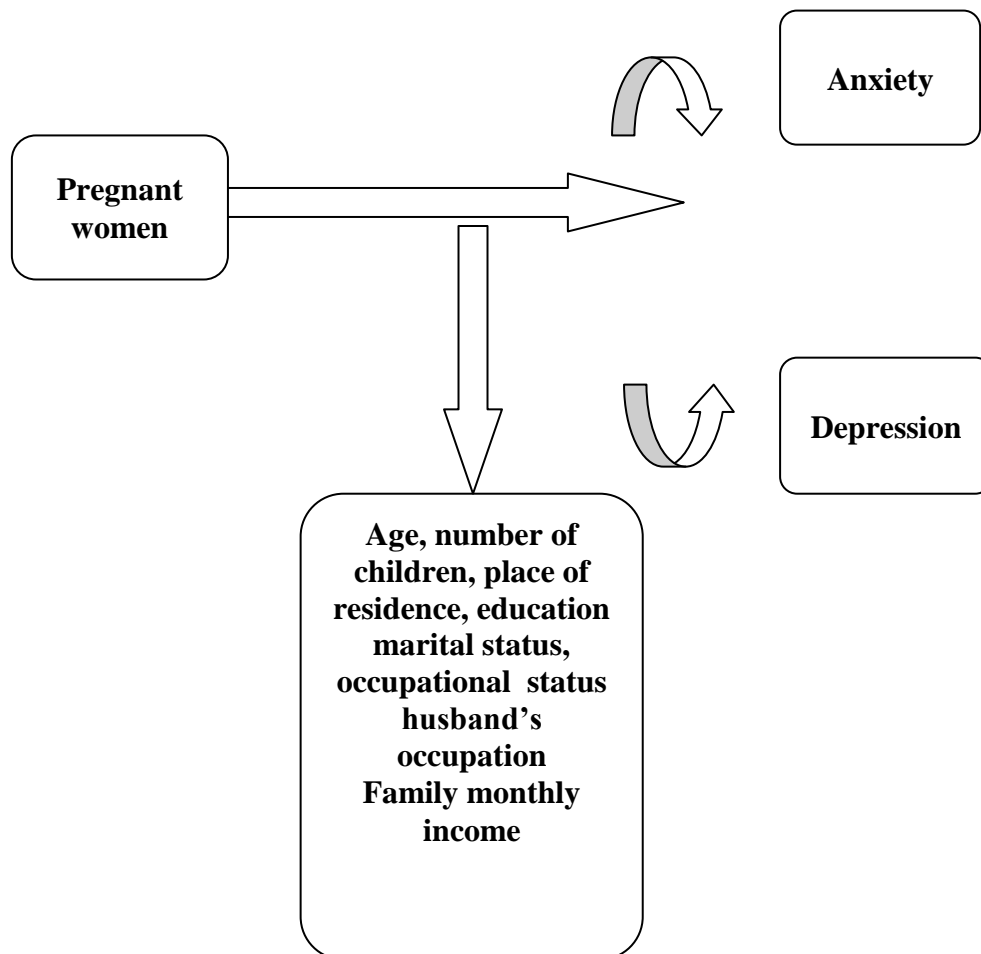 Anxiety
Pregnant
women
Depression
Age, number of
children, place of
residence, education
marital status,
occupational  status
husband’s
occupation
Family monthly
income